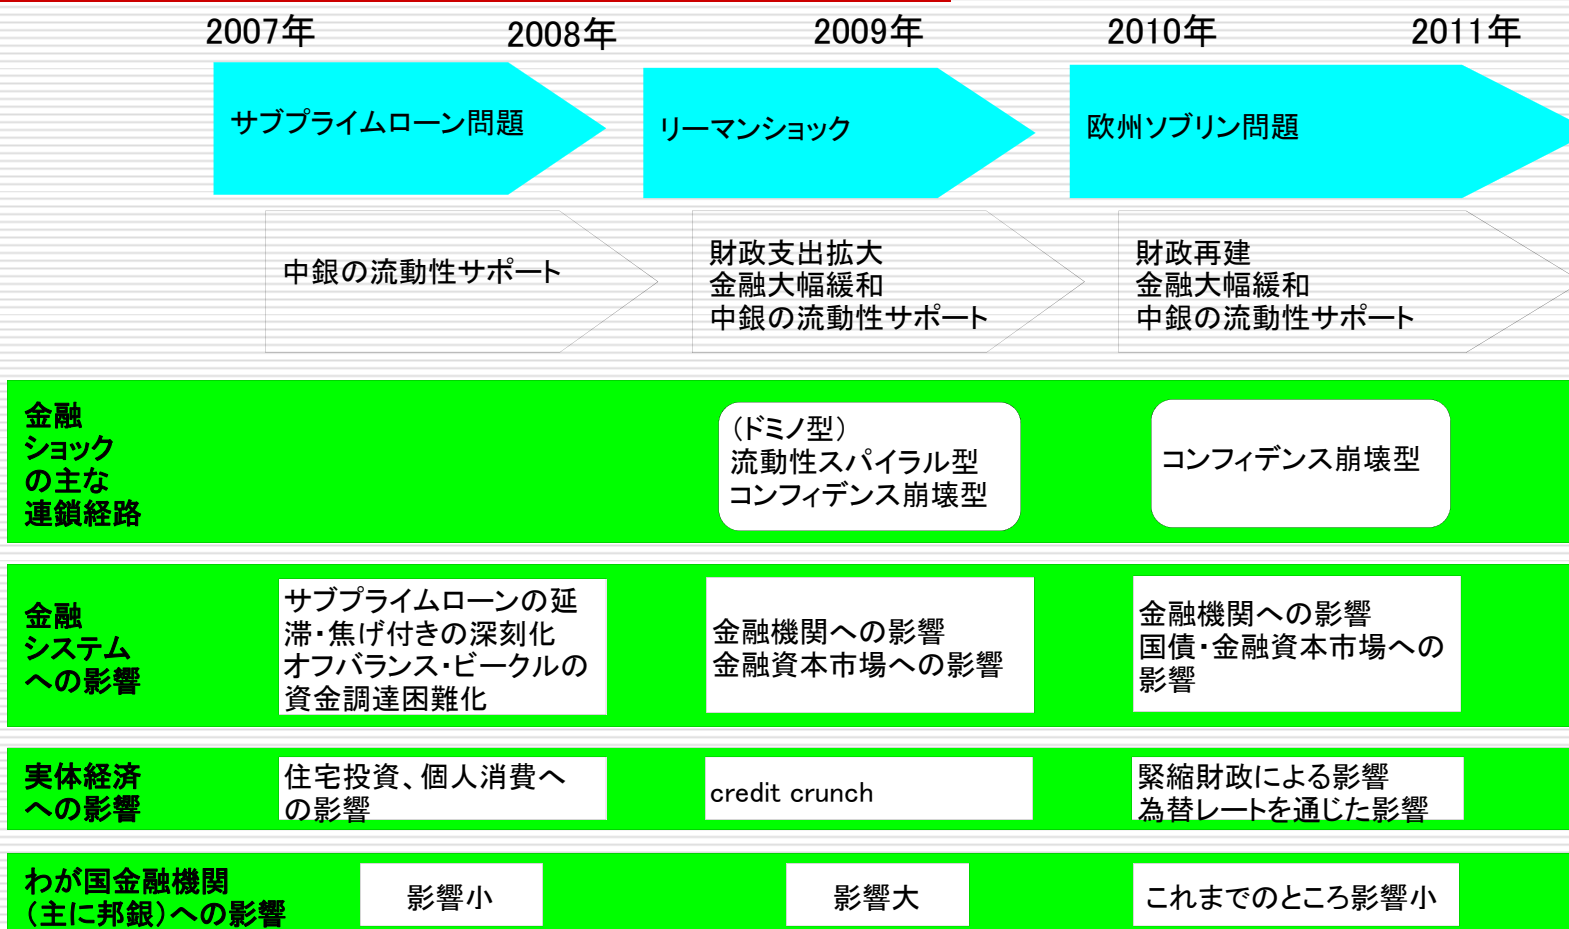 2007年 2008年 2009年 2010年 2011年
サブプライムローン問題
リーマンショック
欧州ソブリン問題
中銀の流動性サポート
財政支出拡大
金融大幅緩和
中銀の流動性サポート
財政再建
金融大幅緩和
中銀の流動性サポート
金融
ショック
の主な
連鎖経路
(ドミノ型)
流動性スパイラル型
コンフィデンス崩壊型
コンフィデンス崩壊型
金融
システム
への影響
サブプライムローンの延
滞・焦げ付きの深刻化
オフバランス・ビークルの
資金調達困難化
金融機関への影響
金融資本市場への影響
金融機関への影響
国債・金融資本市場への
影響
実体経済
への影響
住宅投資、個人消費へ
の影響
credit crunch
緊縮財政による影響
為替レートを通じた影響
わが国金融機関
(主に邦銀)への影響
影響小
影響大
これまでのところ影響小